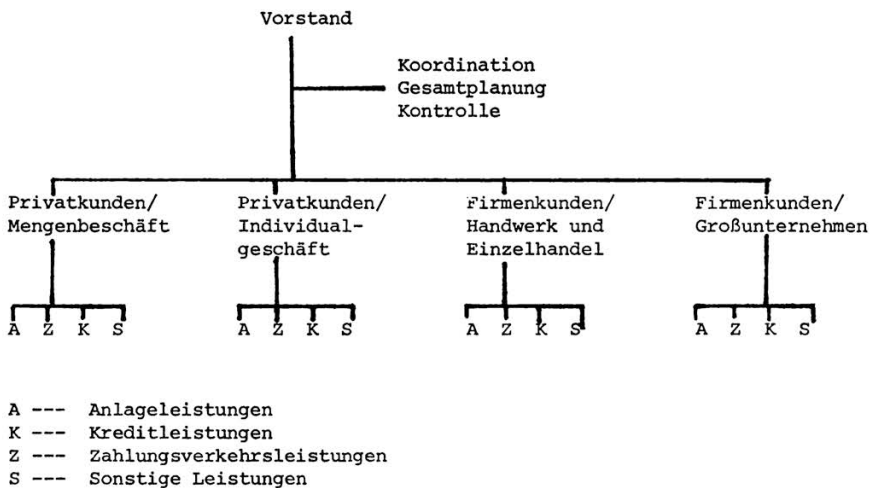 Vorstand
Koordination
Gesamtplanung
Kontrolle
Privatkunden/
Mengenbeschäft
Privatkunden/
Individual-
geschäft
Firmenkunden/
Handwerk und
Einzelhandel
Firmenkunden/
Großunternehmen
A Z K S
A Z K S
A Z K S
A Z K S
A --- Anlageleistungen
K --- Kreditleistungen
Z --- Zahlungsverkehrsleistungen
S --- Sonstige Leistungen